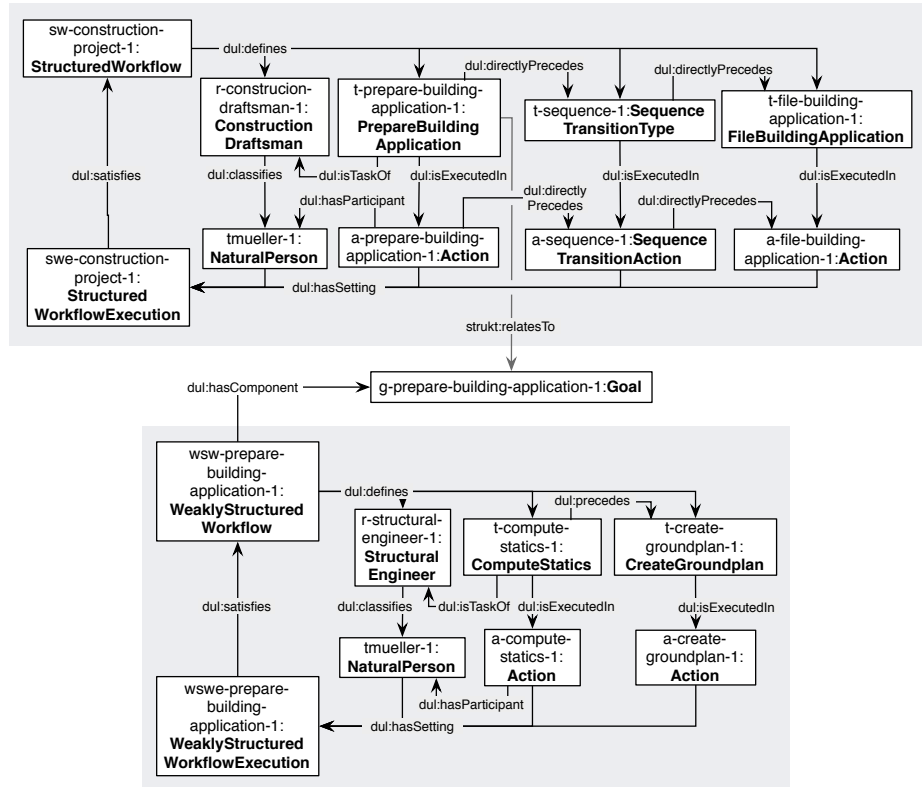 sw-construction-
project-1:
StructuredWorkflow
dul:defines
dul:directlyPrecedes
dul:directlyPrecedes
r-construcion-
draftsman-1:
Construction
Draftsman
t-prepare-building-
application-1:
PrepareBuilding
Application
t-sequence-1:Sequence
TransitionType
t-file-building-
application-1:
FileBuildingApplication
dul:satisfies
dul:classifies
dul:isTaskOf
dul:isExecutedIn
dul:isExecutedIn
dul:isExecutedIn
dul:hasParticipant
dul:directly
Precedes
dul:directlyPrecedes
tmueller-1:
NaturalPerson
a-prepare-building-
application-1:Action
a-sequence-1:Sequence
TransitionAction
a-file-building-
application-1:Action
swe-construction-
project-1:
Structured
WorkflowExecution
dul:hasSetting
strukt:relatesTo
dul:hasComponent
g-prepare-building-application-1:Goal
wsw-prepare-
building-
application-1:
WeaklyStructured
Workflow
dul:defines
dul:precedes
r-structural-
engineer-1:
Structural
Engineer
t-compute-
statics-1:
ComputeStatics
t-create-
groundplan-1:
CreateGroundplan
dul:satisfies
dul:classifies
dul:isTaskOf
dul:isExecutedIn
dul:isExecutedIn
tmueller-1:
NaturalPerson
a-compute-
statics-1:
Action
a-create-
groundplan-1:
Action
dul:hasParticipant
wswe-prepare-
building-
application-1:
WeaklyStructured
WorkflowExecution
dul:hasSetting